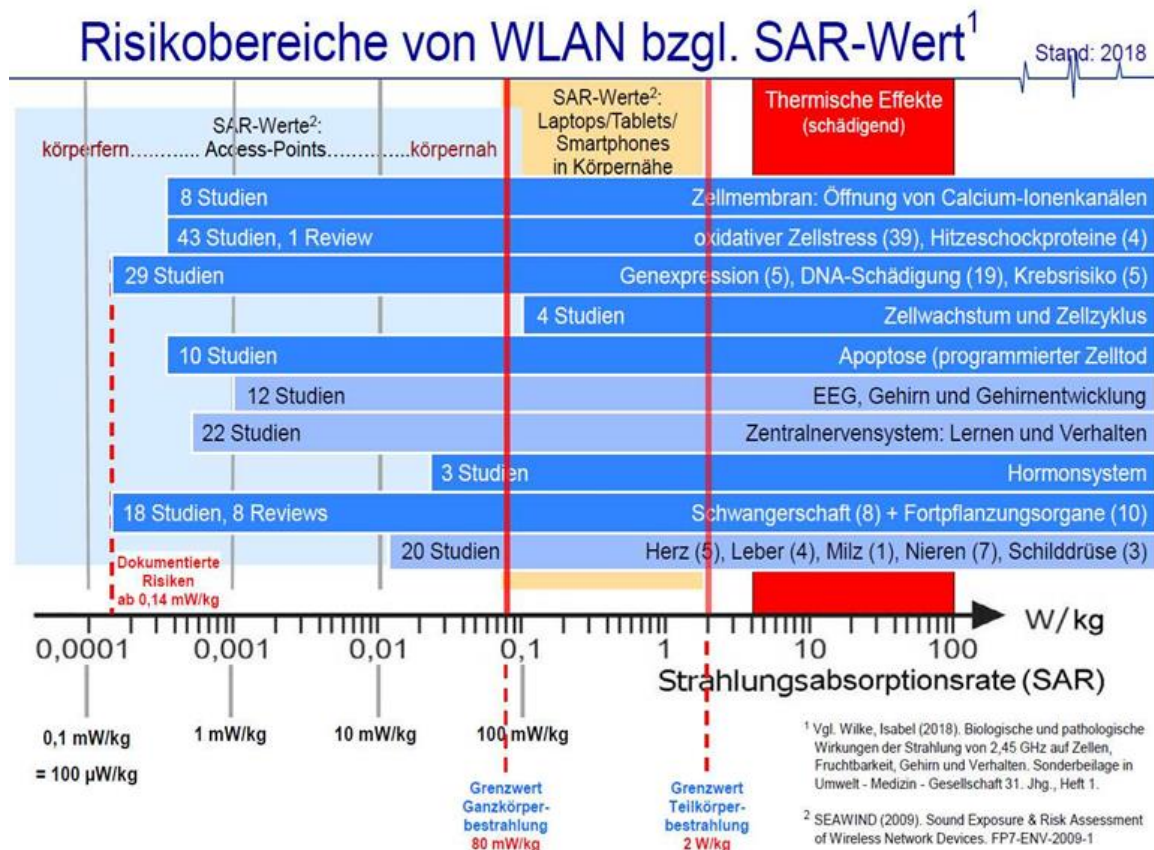 Risikobereiche von WLAN bzgl. SAR-Wert¹
Stand: 2018
SAR-Werte²:
körperfern............ Access-Points ............körpernah
SAR-Werte²:
Laptops/Tablets/
Smartphones
in Körpernähe
Thermische Effekte
(schädigend)
8 Studien Zellmembran: Öffnung von Calcium-Ionenkanälen
43 Studien, 1 Review oxidativer Zellstress (39), Hitzeschockproteine (4)
29 Studien Genexpression (5), DNA-Schädigung (19), Krebsrisiko (5)
4 Studien Zellwachstum und Zellzyklus
10 Studien Apoptose (programmierter Zelltod
12 Studien EEG, Gehirn und Gehirnentwicklung
22 Studien Zentralnervensystem: Lernen und Verhalten
3 Studien Hormonsystem
18 Studien, 8 Reviews Schwangerschaft (8) + Fortpflanzungsorgane (10)
20 Studien Herz (5), Leber (4), Milz (1), Nieren (7), Schilddrüse (3)
Dokumentierte
Risiken
ab 0,14 mW/kg
W/kg
0,0001 0,001 0,01 0,1 1 10 100
Strahlungsabsorptionsrate (SAR)
0,1 mW/kg 1 mW/kg 10 mW/kg 100 mW/kg
= 100 µW/kg
Grenzwert
Ganzkörper-
bestrahlung
80 mW/kg
Grenzwert
Teilkörper-
bestrahlung
2 W/kg
¹ Vgl. Wilke, Isabel (2018). Biologische und pathologische
Wirkungen der Strahlung von 2,45 GHz auf Zellen,
Fruchtbarkeit, Gehirn und Verhalten. Sonderbeilage in
Umwelt - Medizin - Gesellschaft 31. Jhg., Heft 1.
² SEAWIND (2009). Sound Exposure & Risk Assessment
of Wireless Network Devices. FP7-ENV-2009-1